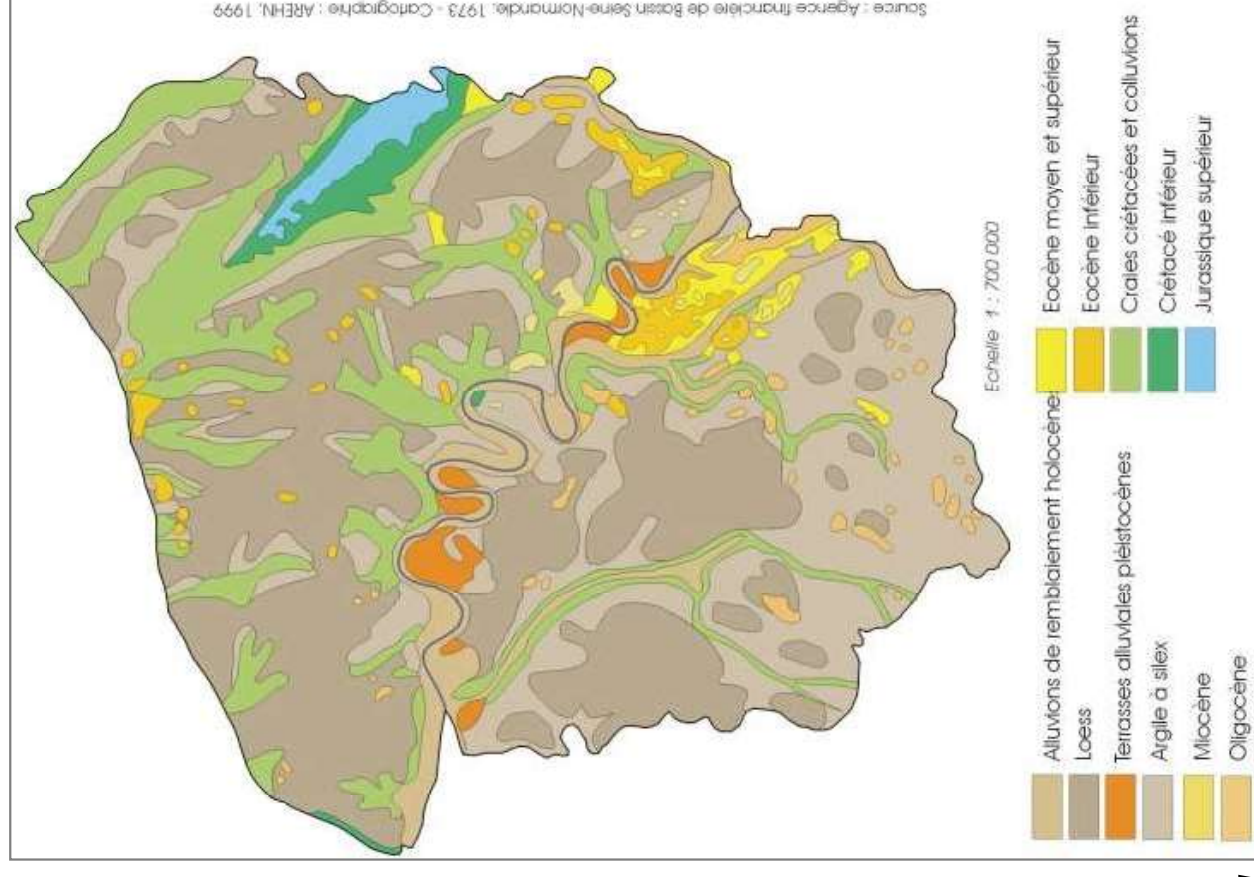 Source : Agence financière de Bassin Seine-Normandie, 1973 - Cartographie : AREHN, 1999
Echelle 1 : 700 000
Alluvions de remblaiement holocènes
Loess
Terrasses alluviales pléistocènes
Argile à silex
Miocène
Oligocène
Eocène moyen et supérieur
Eocène inférieur
Craies crétacées et colluvions
Crétacé inférieur
Jurassique supérieur